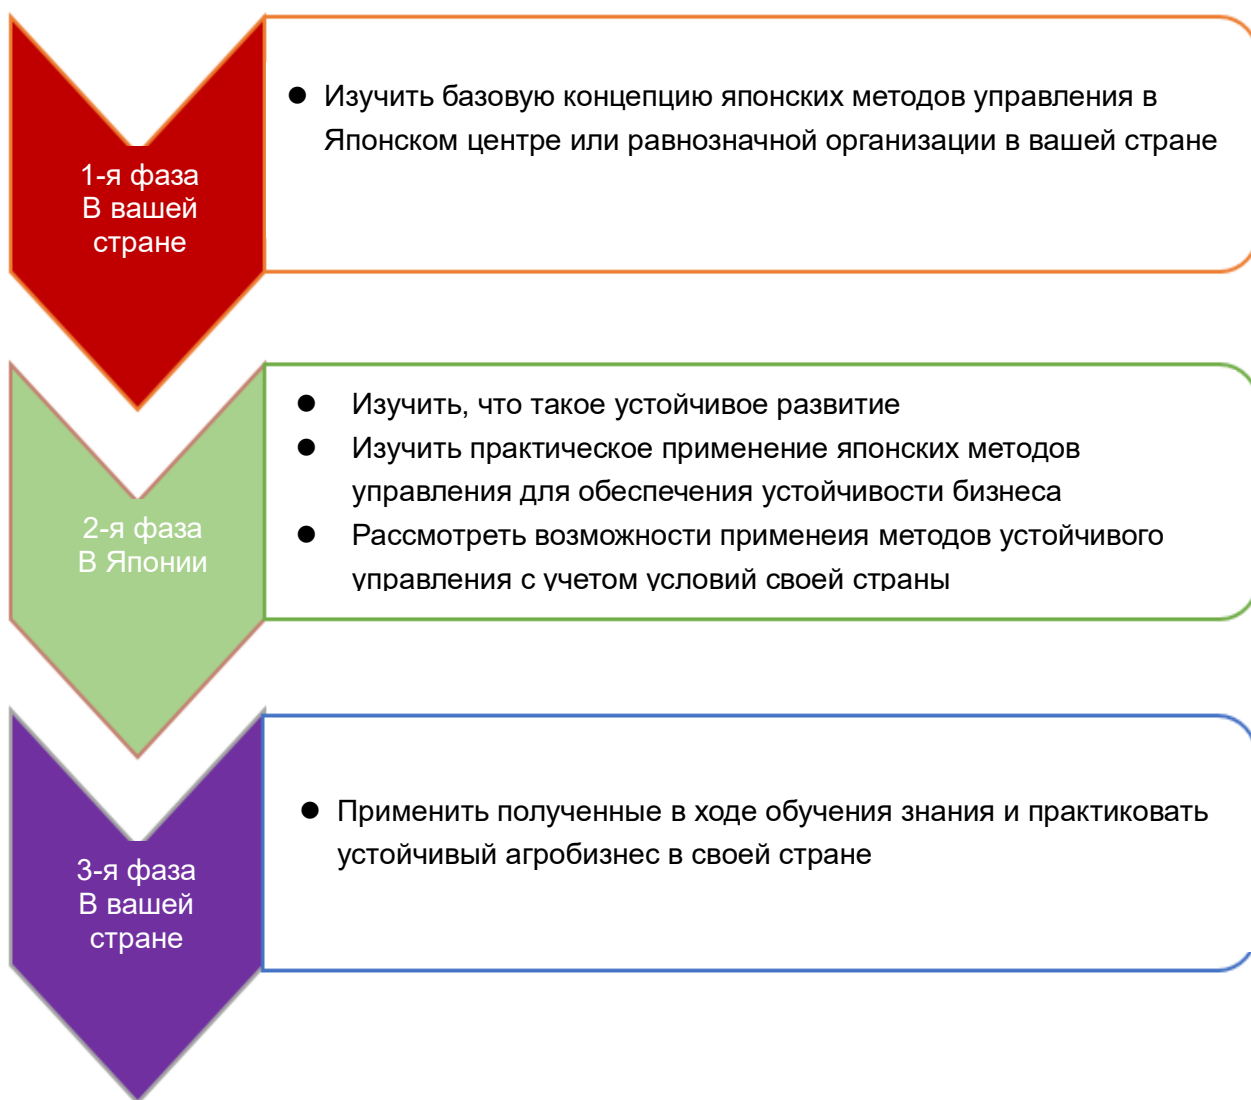 1-я фаза
В вашей
стране
● Изучить базовую концепцию японских методов управления в
Японском центре или равнозначной организации в вашей стране
2-я фаза
В Японии
● Изучить, что такое устойчивое развитие
● Изучить практическое применение японских методов
управления для обеспечения устойчивости бизнеса
● Рассмотреть возможности применеия методов устойчивого
управления с учетом условий своей страны
3-я фаза
В вашей
стране
● Применить полученные в ходе обучения знания и практиковать
устойчивый агробизнес в своей стране